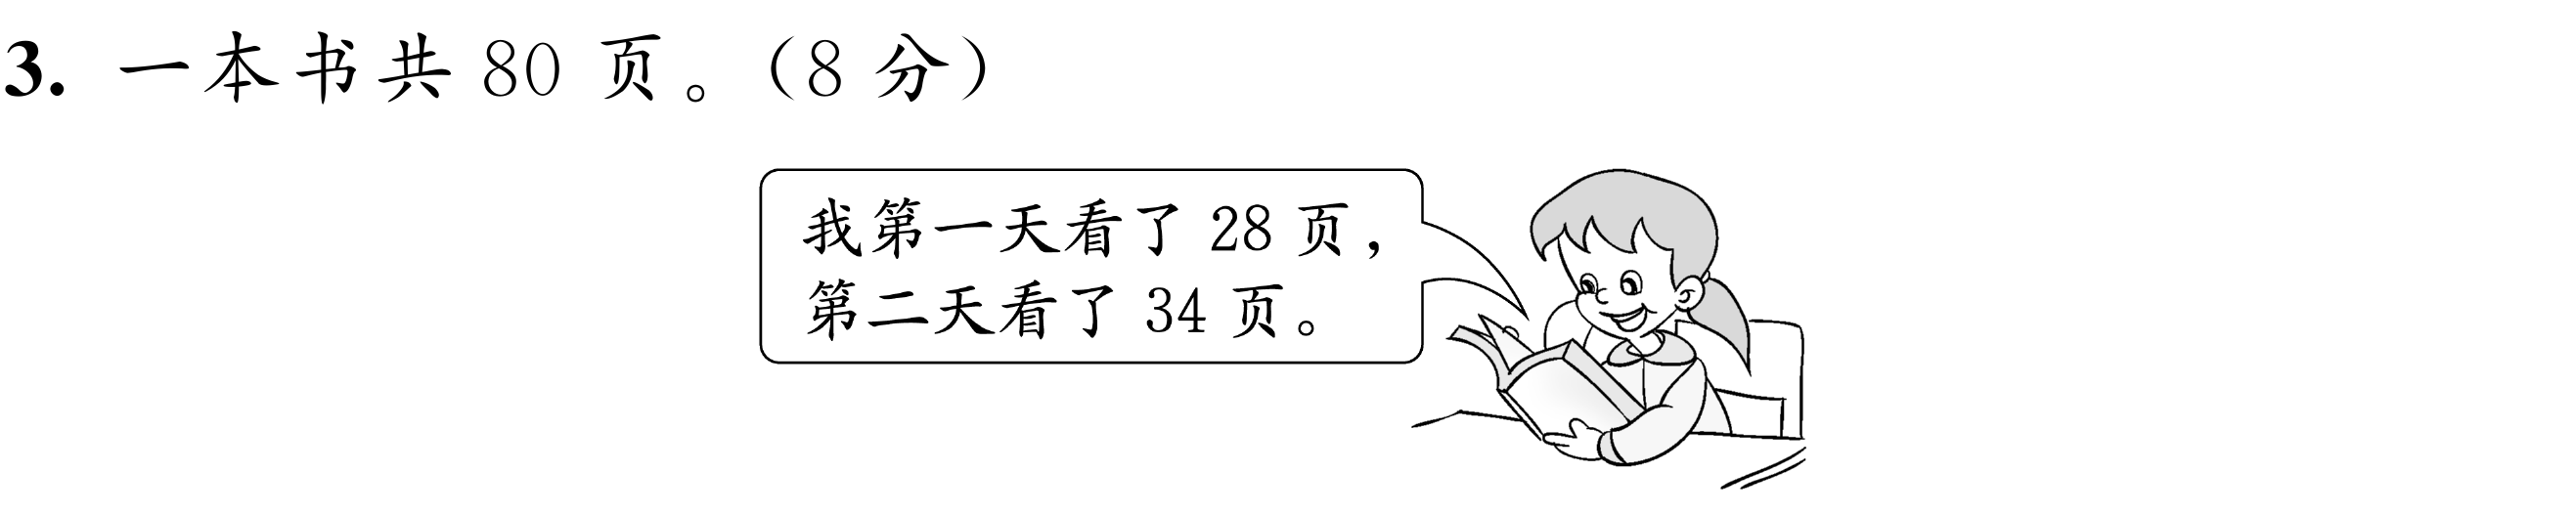 3. 一本书共 80 页。(8 分)
我第一天看了 28 页,
第二天看了 34 页。